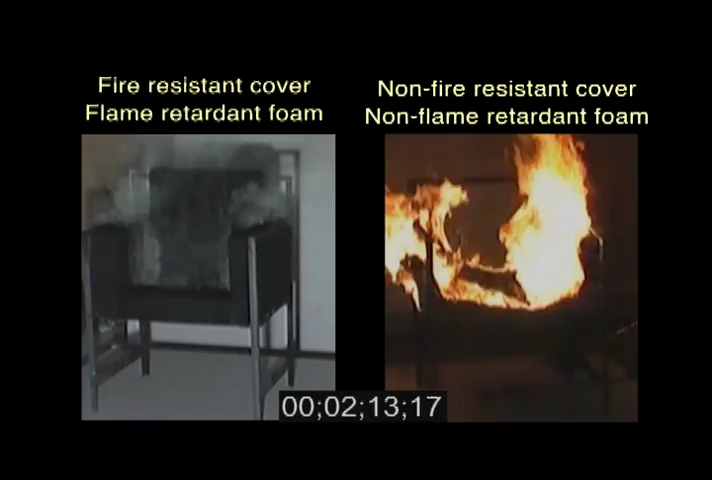 Fire resistant cover
Flame retardant foam
Non-fire resistant cover
Non-flame retardant foam
00;02;13;17